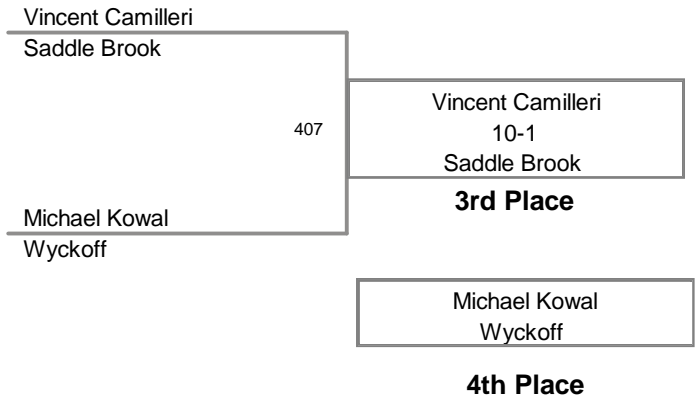 Vincent Camilleri
Saddle Brook
Vincent Camilleri
407
10-1
Saddle Brook
3rd Place
Michael Kowal
Wyckoff
Michael Kowal
Wyckoff
4th Place